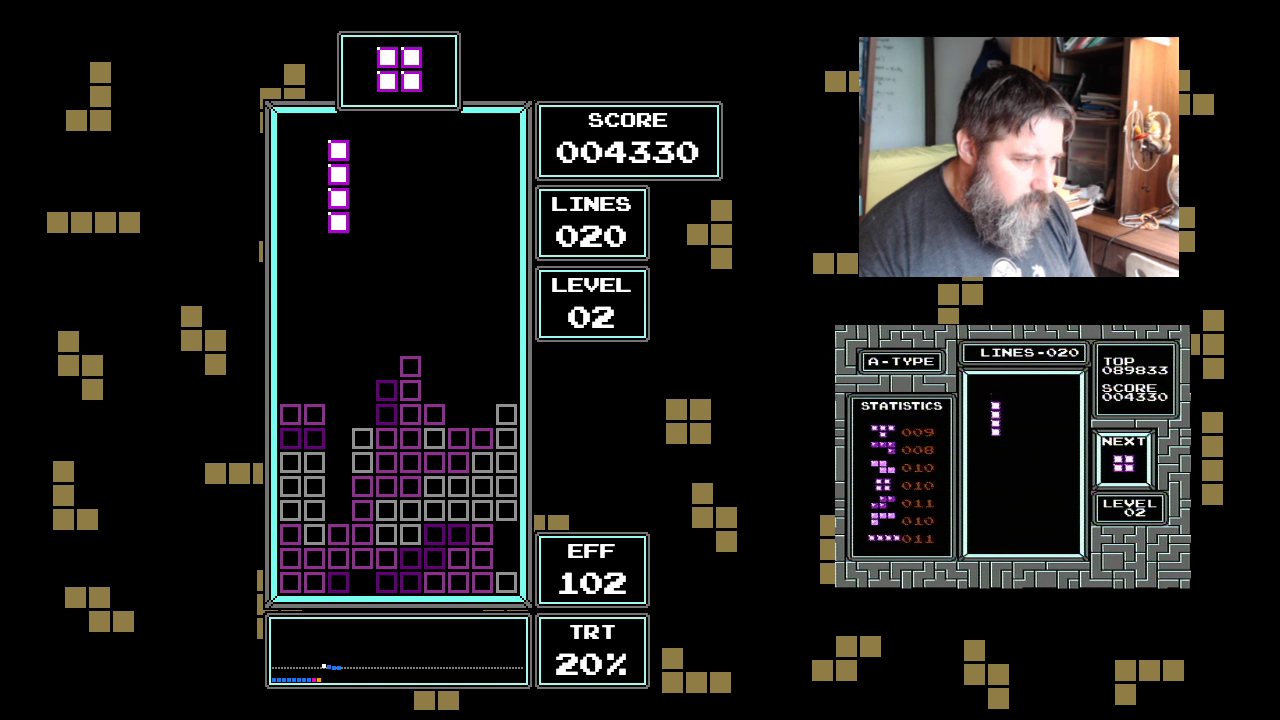 SCORE
004330
LINES
020
LEVEL
02
EFF
102
TRT
20%
A-TYPE
LINES-020
TOP
089833
SCORE
004330
STATISTICS
009
008
010
010
011
010
011
NEXT
LEVEL
02